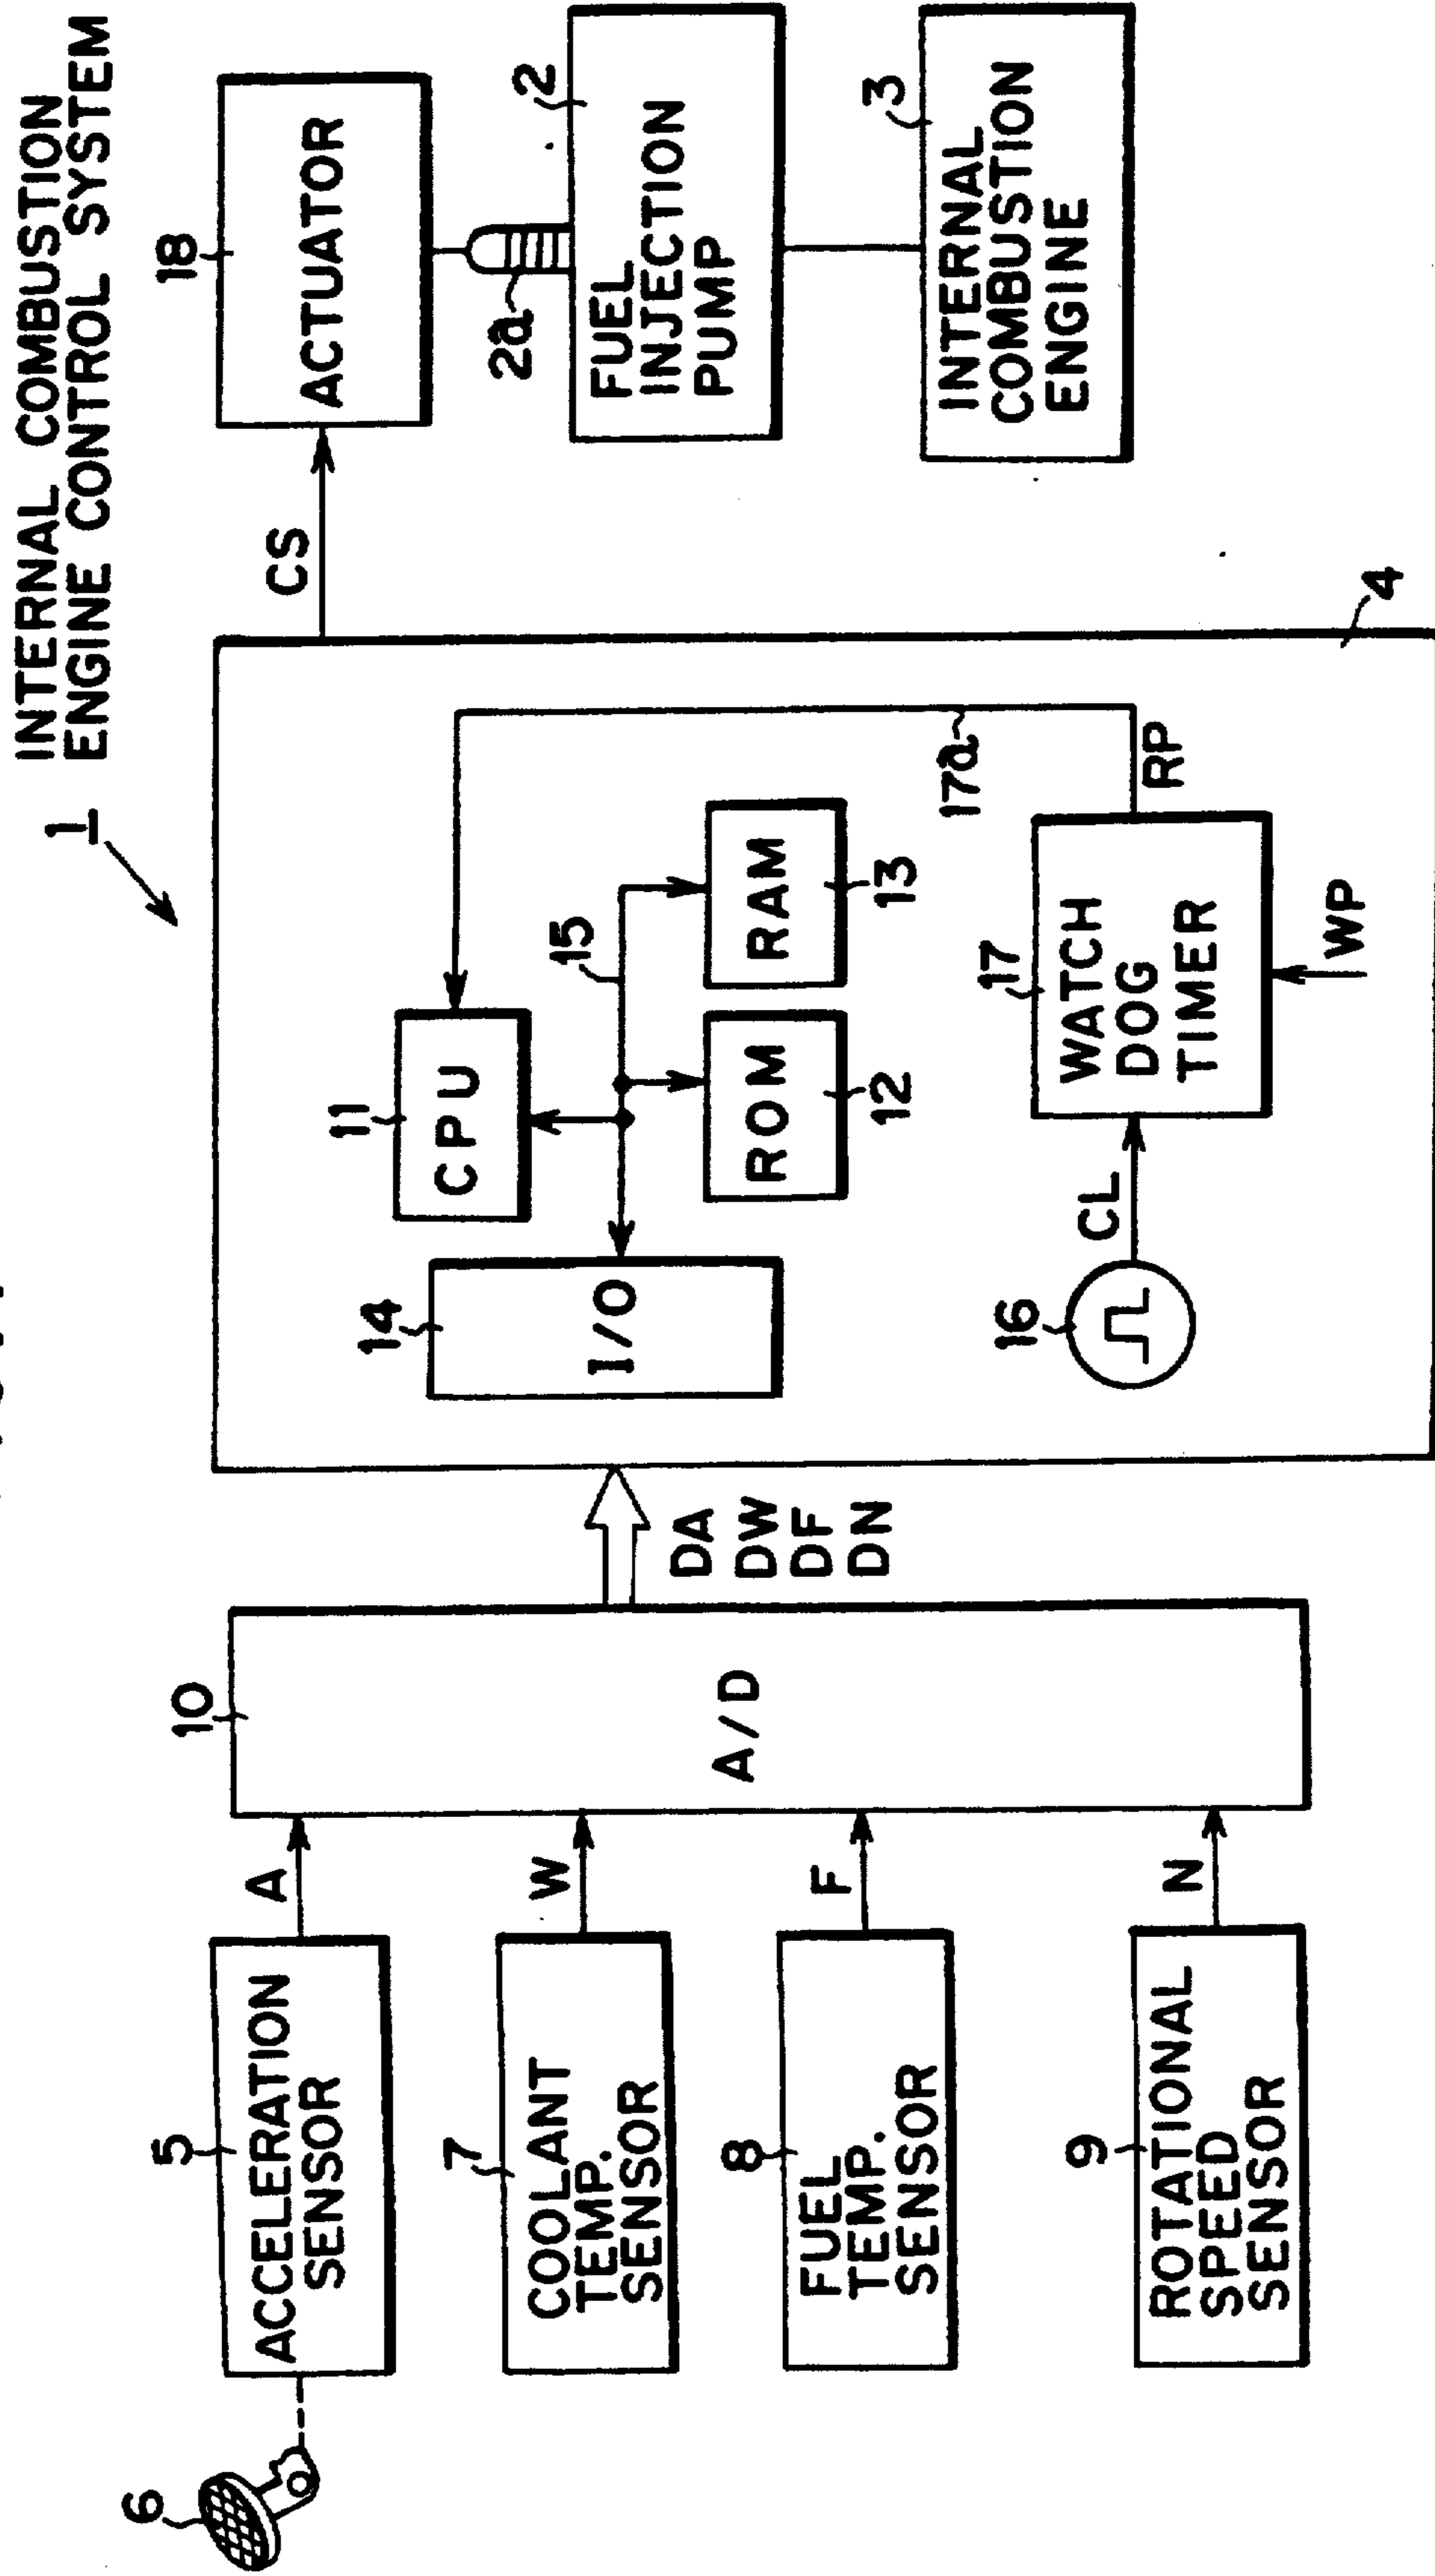 1
INTERNAL COMBUSTION
ENGINE CONTROL SYSTEM
6
5
ACCELERATION
SENSOR
A
7
COOLANT
TEMP.
SENSOR
W
8
FUEL
TEMP.
SENSOR
F
9
ROTATIONAL
SPEED
SENSOR
N
10
A/D
DA
DW
DF
DN
14
I/O
11
CPU
15
ROM
12
RAM
13
16
CL
17
WATCH
DOG
TIMER
WP
RP
17a
4
CS
18
ACTUATOR
2a
2
FUEL
INJECTION
PUMP
3
INTERNAL
COMBUSTION
ENGINE